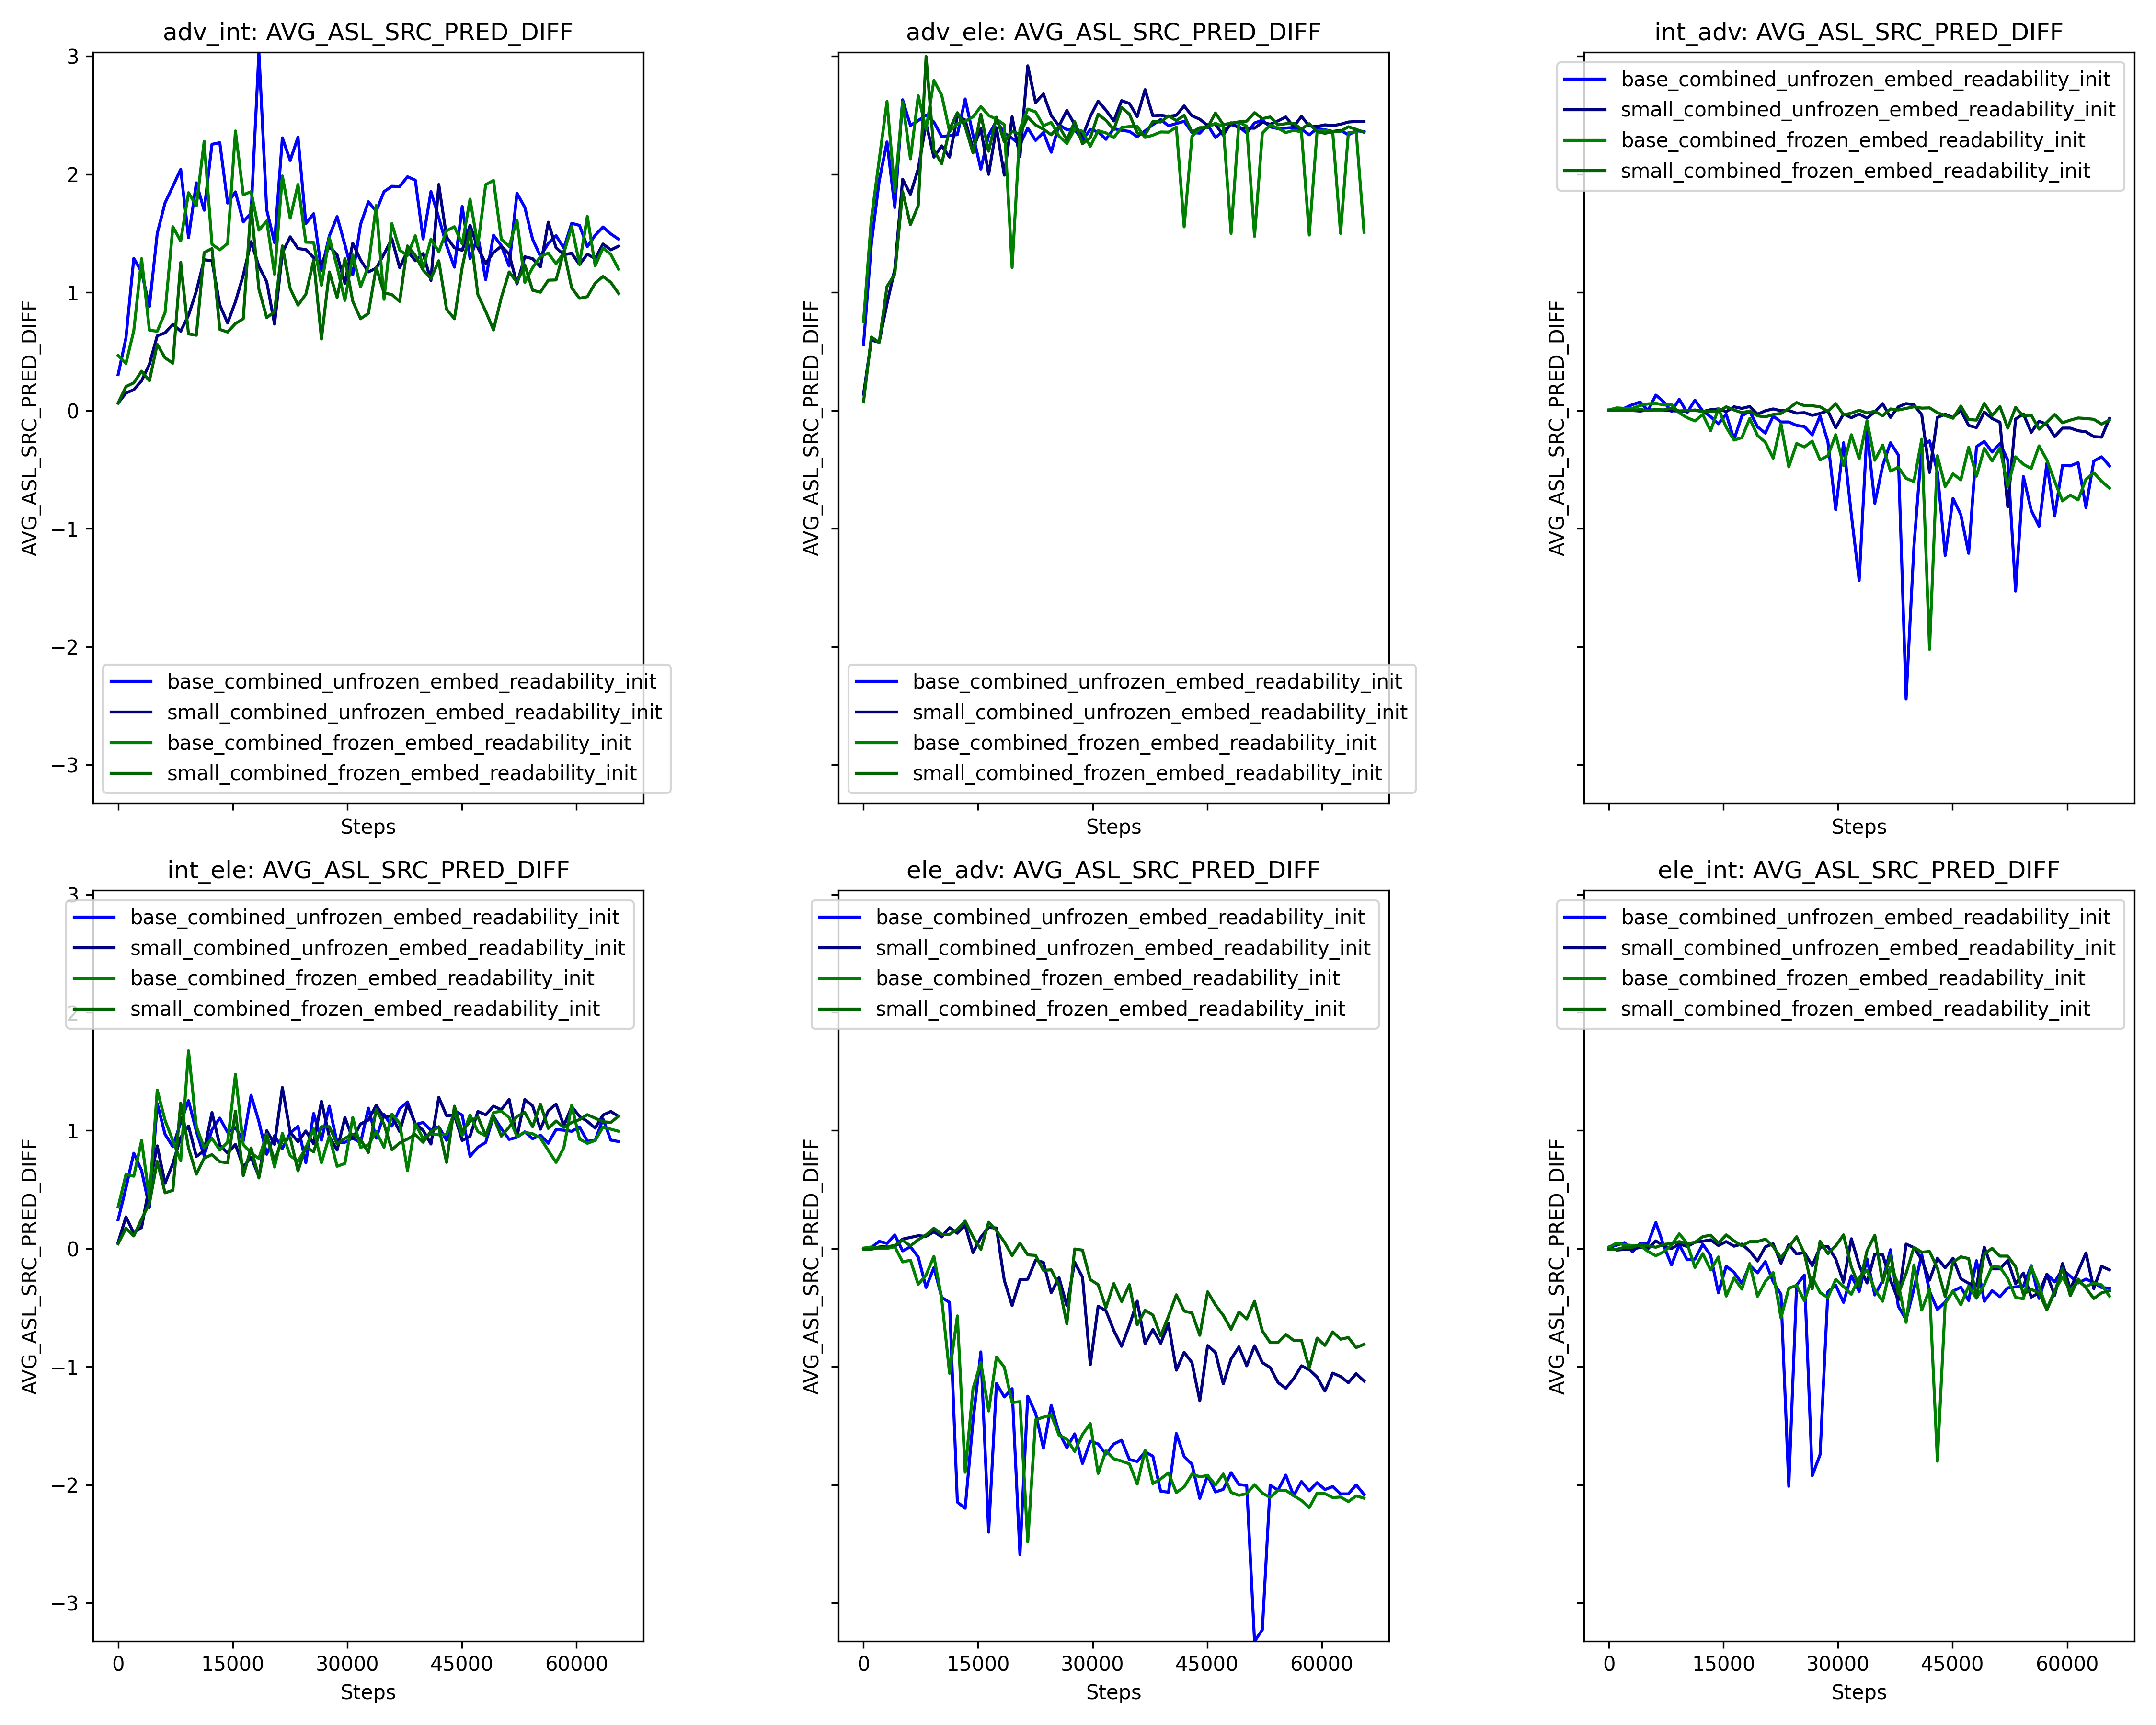 adv_int: AVG_ASL_SRC_PRED_DIFF
AVG_ASL_SRC_PRED_DIFF
3
2
1
0
−1
−2
−3
base_combined_unfrozen_embed_readability_init
small_combined_unfrozen_embed_readability_init
base_combined_frozen_embed_readability_init
small_combined_frozen_embed_readability_init
Steps
adv_ele: AVG_ASL_SRC_PRED_DIFF
AVG_ASL_SRC_PRED_DIFF
base_combined_unfrozen_embed_readability_init
small_combined_unfrozen_embed_readability_init
base_combined_frozen_embed_readability_init
small_combined_frozen_embed_readability_init
Steps
int_adv: AVG_ASL_SRC_PRED_DIFF
AVG_ASL_SRC_PRED_DIFF
base_combined_unfrozen_embed_readability_init
small_combined_unfrozen_embed_readability_init
base_combined_frozen_embed_readability_init
small_combined_frozen_embed_readability_init
Steps
int_ele: AVG_ASL_SRC_PRED_DIFF
AVG_ASL_SRC_PRED_DIFF
3
2
1
0
−1
−2
−3
base_combined_unfrozen_embed_readability_init
small_combined_unfrozen_embed_readability_init
base_combined_frozen_embed_readability_init
small_combined_frozen_embed_readability_init
0 15000 30000 45000 60000
Steps
ele_adv: AVG_ASL_SRC_PRED_DIFF
AVG_ASL_SRC_PRED_DIFF
base_combined_unfrozen_embed_readability_init
small_combined_unfrozen_embed_readability_init
base_combined_frozen_embed_readability_init
small_combined_frozen_embed_readability_init
0 15000 30000 45000 60000
Steps
ele_int: AVG_ASL_SRC_PRED_DIFF
AVG_ASL_SRC_PRED_DIFF
base_combined_unfrozen_embed_readability_init
small_combined_unfrozen_embed_readability_init
base_combined_frozen_embed_readability_init
small_combined_frozen_embed_readability_init
0 15000 30000 45000 60000
Steps